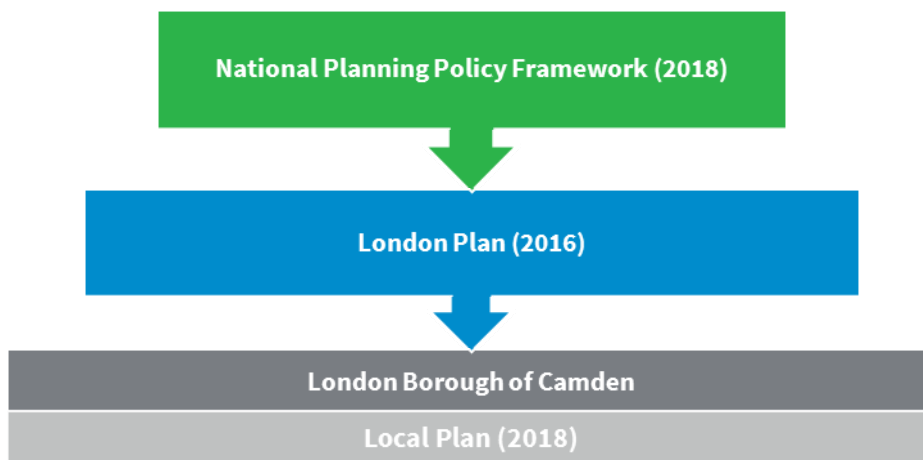 National Planning Policy Framework (2018)
London Plan (2016)
London Borough of Camden
Local Plan (2018)